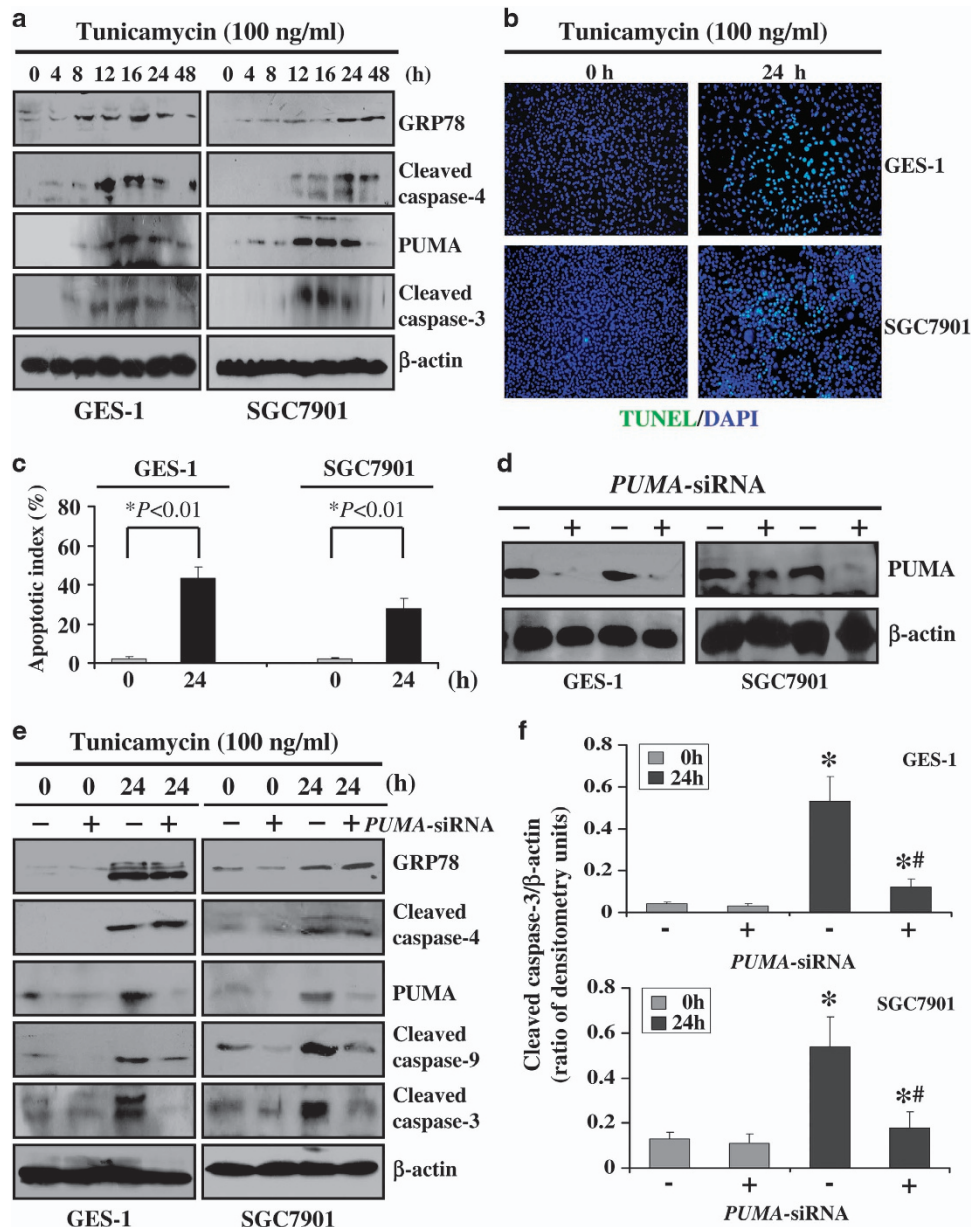 a
Tunicamycin (100 ng/ml)
0 4 8 12 16 24 48 (h) 0 4 8 12 16 24 48
GRP78
Cleaved
caspase-4
PUMA
Cleaved
caspase-3
β-actin
GES-1 SGC7901
b
Tunicamycin (100 ng/ml)
0 h 24 h
GES-1
SGC7901
TUNEL/DAPI
c
GES-1 SGC7901
Apoptotic index (%)
80
60
40
20
0
*P<0.01 *P<0.01
0 24 0 24 (h)
d
PUMA-siRNA
– + – + – + – +
PUMA
β-actin
GES-1 SGC7901
e
Tunicamycin (100 ng/ml)
0 0 24 24 (h) 0 0 24 24
– + – + – + – + PUMA-siRNA
GRP78
Cleaved
caspase-4
PUMA
Cleaved
caspase-9
Cleaved
caspase-3
β-actin
GES-1 SGC7901
f
Cleaved caspase-3/β-actin
(ratio of densitometry units)
0.8
0.6
0.4
0.2
0
0h
24h
GES-1
*
*#
- + - +
PUMA-siRNA
0.8
0.6
0.4
0.2
0
0h
24h
SGC7901
*
*#
- + - +
PUMA-siRNA